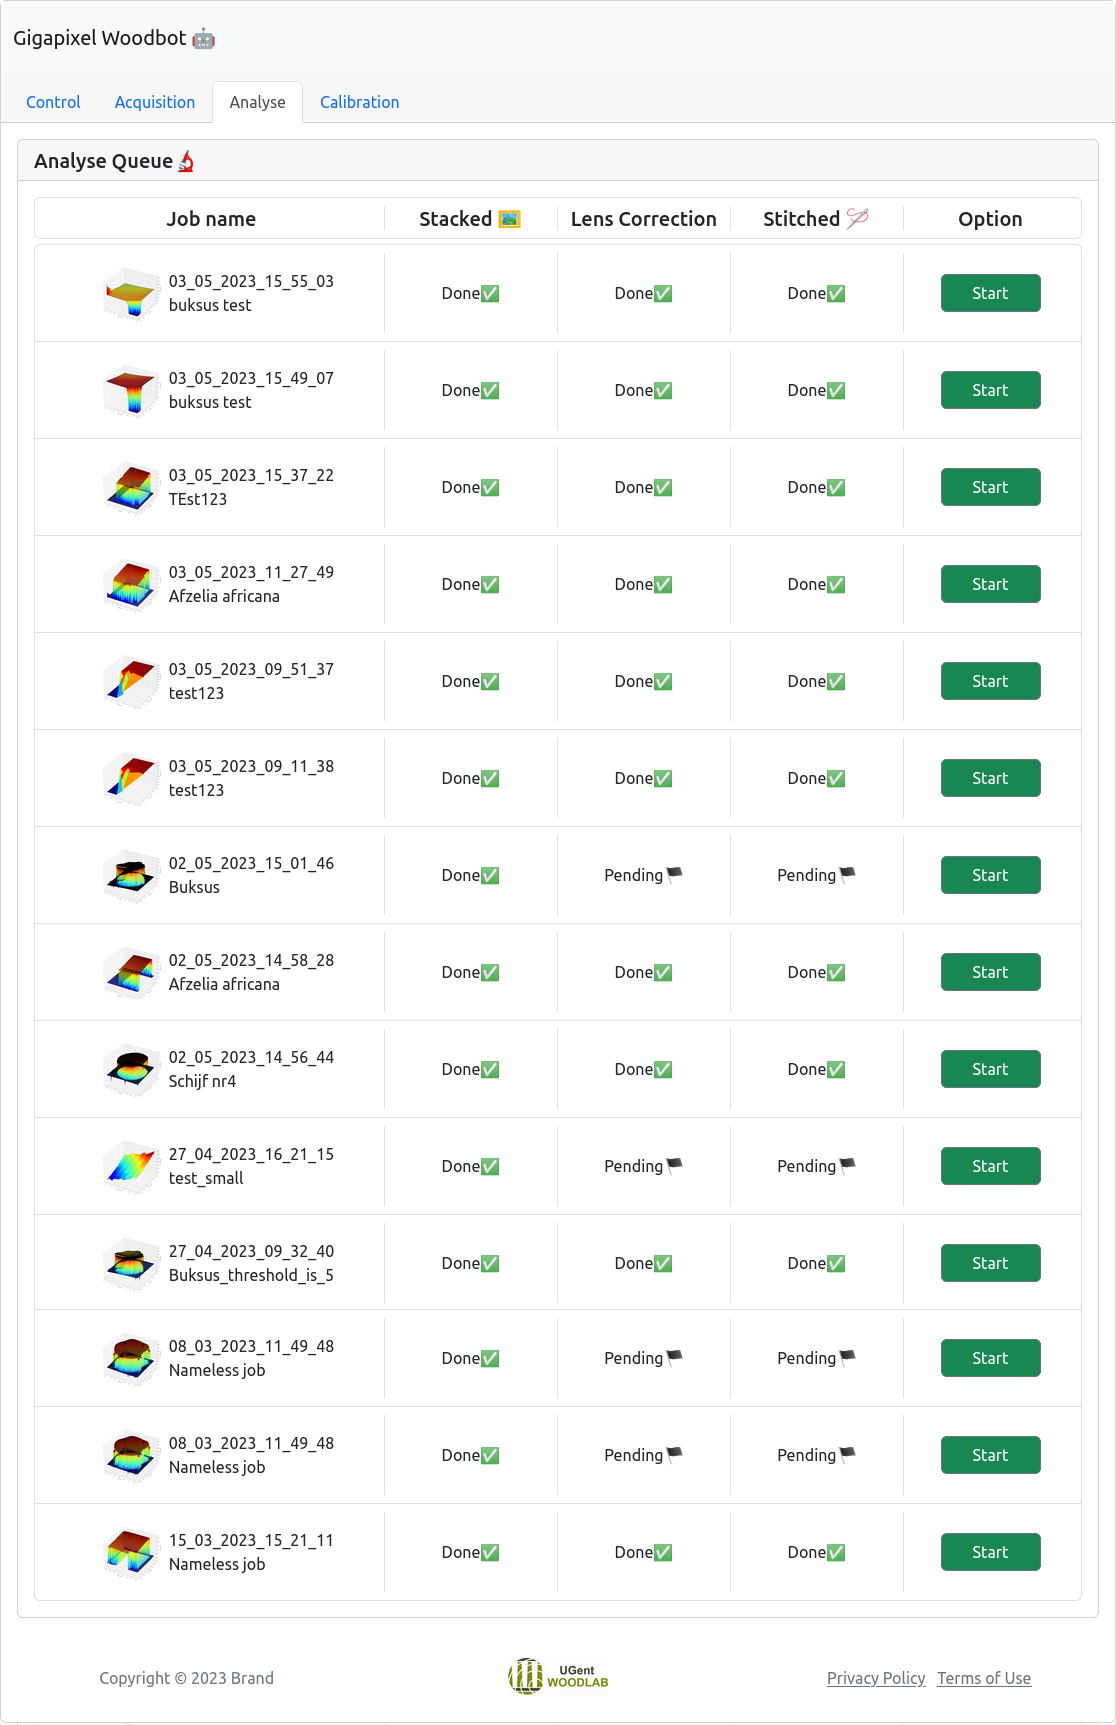 Gigapixel Woodbot 🤖
Control Acquisition Analyse Calibration
Analyse Queue🔬
Job name Stacked 🖼️ Lens Correction Stitched 🪡 Option
03_05_2023_15_55_03
buksus test
Done✅ Done✅ Done✅ Start
03_05_2023_15_49_07
buksus test
Done✅ Done✅ Done✅ Start
03_05_2023_15_37_22
TEst123
Done✅ Done✅ Done✅ Start
03_05_2023_11_27_49
Afzelia africana
Done✅ Done✅ Done✅ Start
03_05_2023_09_51_37
test123
Done✅ Done✅ Done✅ Start
03_05_2023_09_11_38
test123
Done✅ Done✅ Done✅ Start
02_05_2023_15_01_46
Buksus
Done✅ Pending🏴 Pending🏴 Start
02_05_2023_14_58_28
Afzelia africana
Done✅ Done✅ Done✅ Start
02_05_2023_14_56_44
Schijf nr4
Done✅ Done✅ Done✅ Start
27_04_2023_16_21_15
test_small
Done✅ Pending🏴 Pending🏴 Start
27_04_2023_09_32_40
Buksus_threshold_is_5
Done✅ Done✅ Done✅ Start
08_03_2023_11_49_48
Nameless job
Done✅ Pending🏴 Pending🏴 Start
08_03_2023_11_49_48
Nameless job
Done✅ Pending🏴 Pending🏴 Start
15_03_2023_15_21_11
Nameless job
Done✅ Done✅ Done✅ Start
Copyright © 2023 Brand
UGent
WOODLAB
Privacy Policy Terms of Use